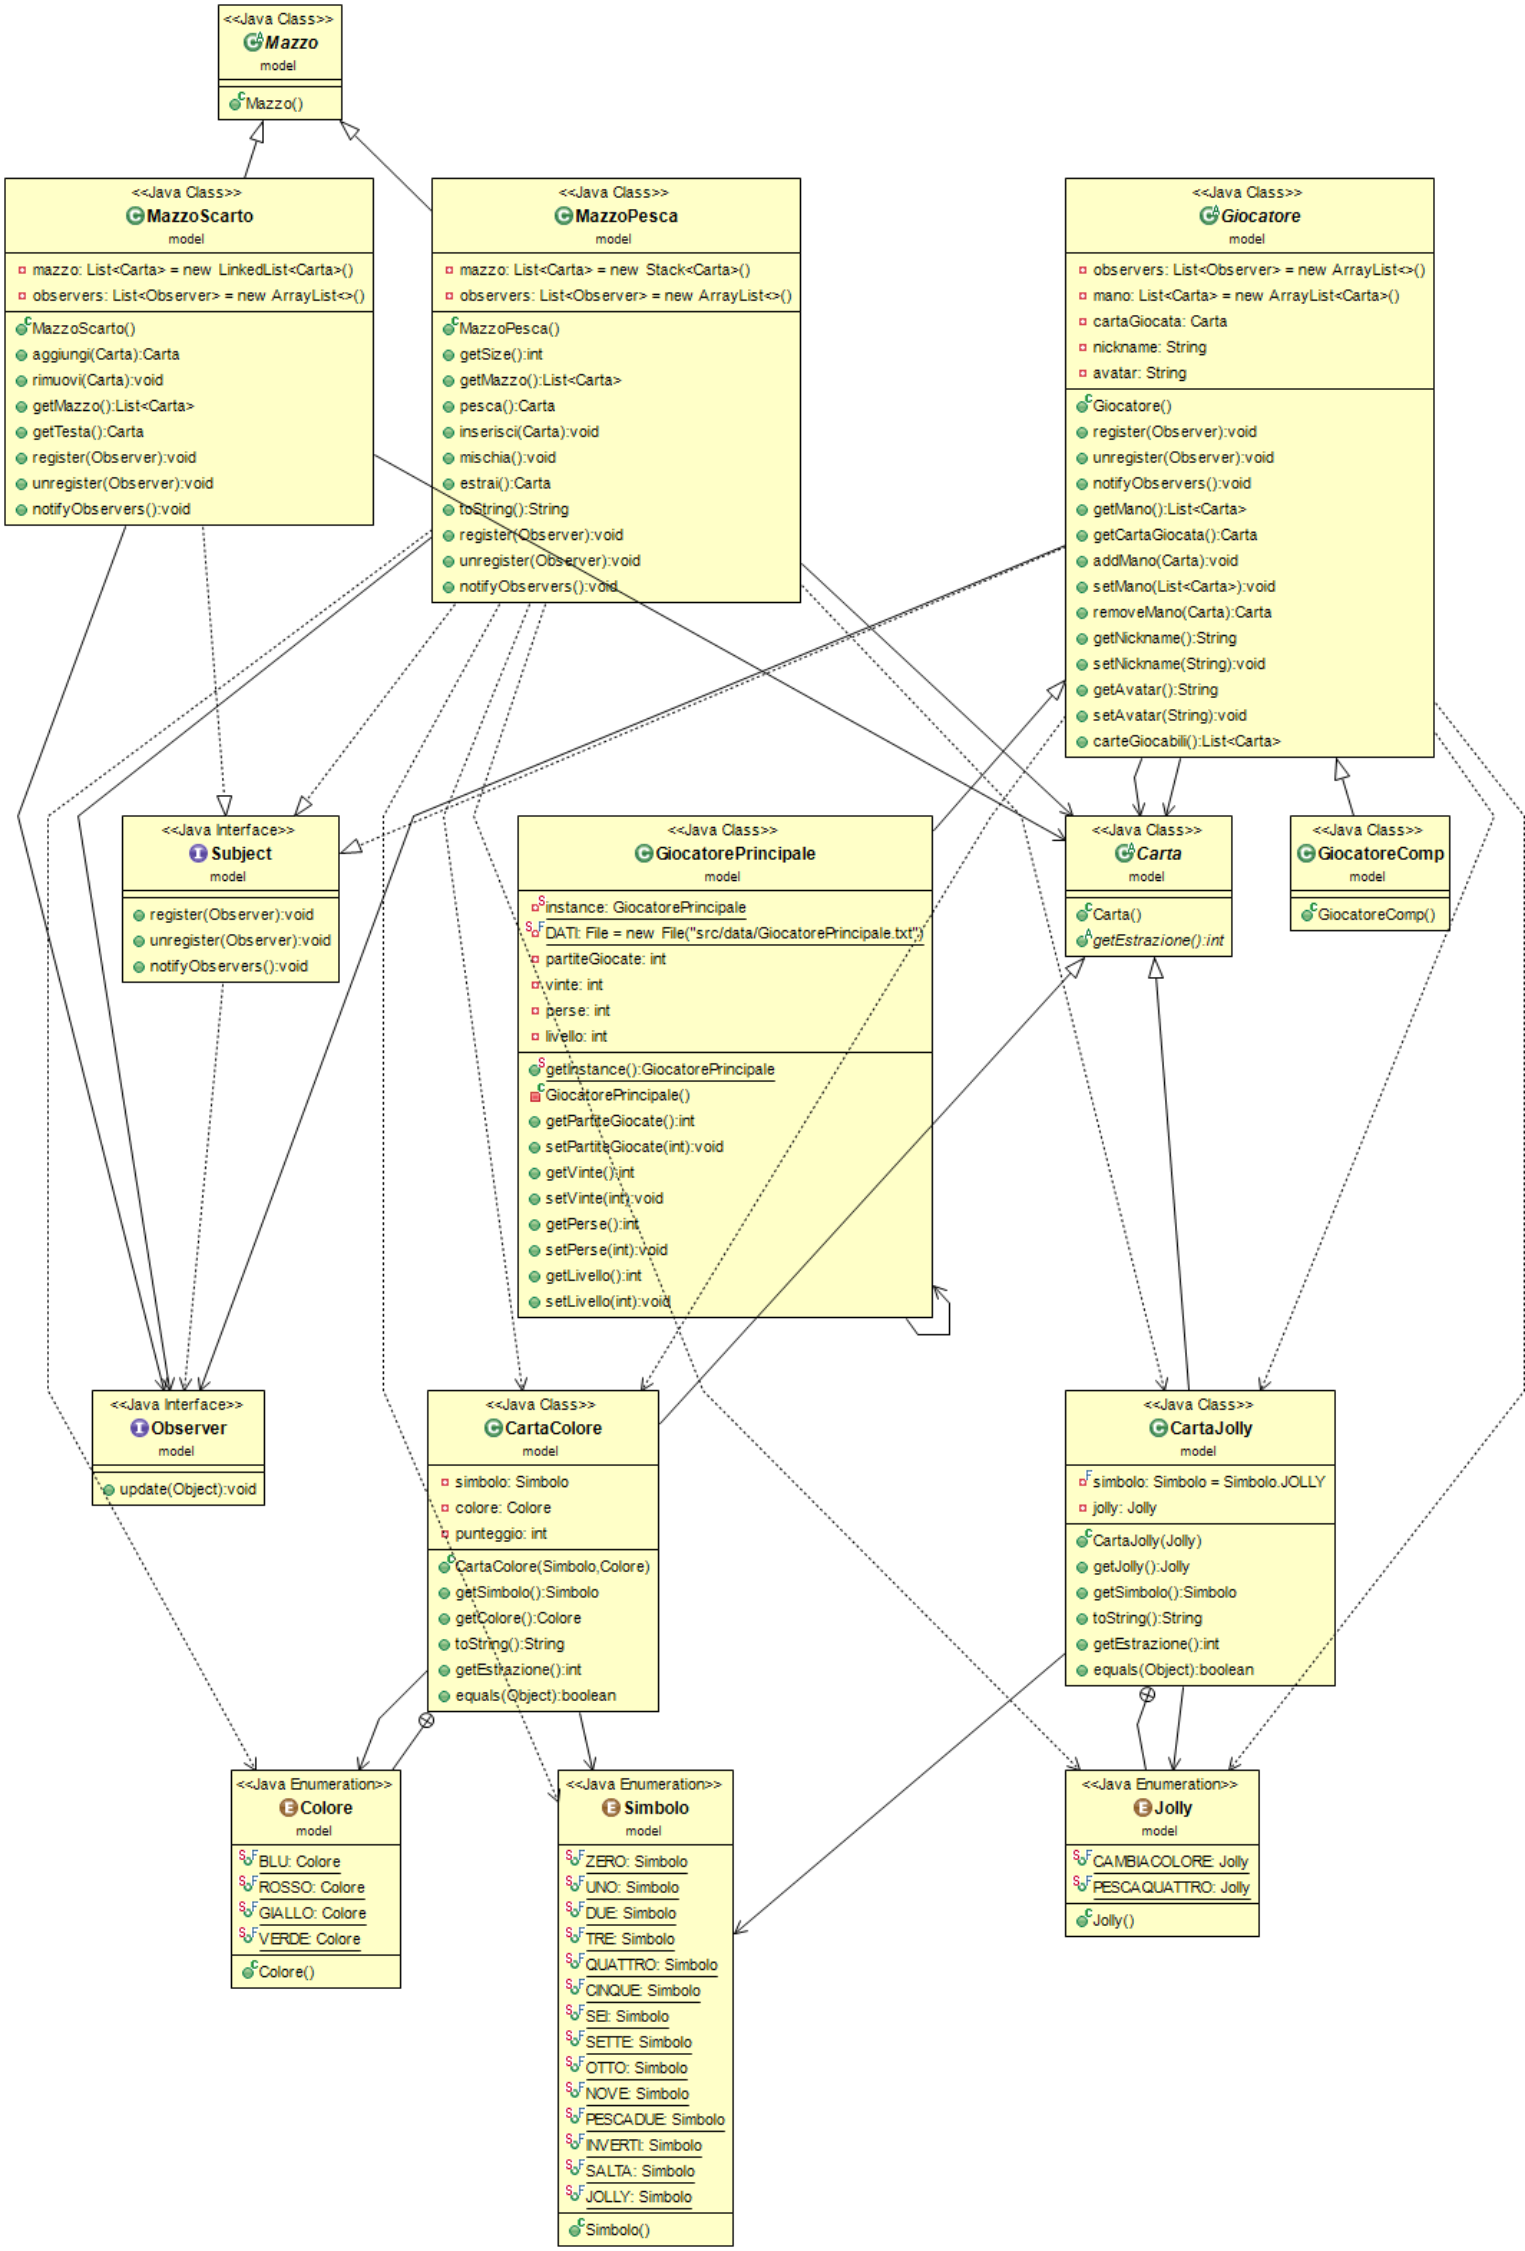 <<Java Class>>
Mazzo
model
Mazzo()
<<Java Class>>
MazzoScarto
model
mazzo: List<Carta> = new LinkedList<Carta>()
observers: List<Observer> = new ArrayList<>()
MazzoScarto()
aggiungi(Carta):Carta
rimuovi(Carta):void
getMazzo():List<Carta>
getTesta():Carta
register(Observer):void
unregister(Observer):void
notifyObservers():void
<<Java Class>>
MazzoPesca
model
mazzo: List<Carta> = new Stack<Carta>()
observers: List<Observer> = new ArrayList<>()
MazzoPesca()
getSize():int
getMazzo():List<Carta>
pesca():Carta
inserisci(Carta):void
mischia():void
estrai():Carta
toString():String
register(Observer):void
unregister(Observer):void
notifyObservers():void
<<Java Class>>
Giocatore
model
observers: List<Observer> = new ArrayList<>()
mano: List<Carta> = new ArrayList<Carta>()
cartaGiocata: Carta
nickname: String
avatar: String
Giocatore()
register(Observer):void
unregister(Observer):void
notifyObservers():void
getMano():List<Carta>
getCartaGiocata():Carta
addMano(Carta):void
setMano(List<Carta>):void
removeMano(Carta):Carta
getNickname():String
setNickname(String):void
getAvatar():String
setAvatar(String):void
carteGiocabili():List<Carta>
<<Java Interface>>
Subject
model
register(Observer):void
unregister(Observer):void
notifyObservers():void
<<Java Class>>
GiocatorePrincipale
model
instance: GiocatorePrincipale
DATI: File = new File("src/data/GiocatorePrincipale.txt")
partiteGiocate: int
vinte: int
perse: int
livello: int
getInstance():GiocatorePrincipale
GiocatorePrincipale()
getPartiteGiocate():int
setPartiteGiocate(int):void
getVinte():int
setVinte(int):void
getPerse():int
setPerse(int):void
getLivello():int
setLivello(int):void
<<Java Class>>
Carta
model
Carta()
getEstrazione():int
<<Java Class>>
GiocatoreComp
model
GiocatoreComp()
<<Java Interface>>
Observer
model
update(Object):void
<<Java Class>>
CartaColore
model
simbolo: Simbolo
colore: Colore
punteggio: int
CartaColore(Simbolo,Colore)
getSimbolo():Simbolo
getColore():Colore
toString():String
getEstrazione():int
equals(Object):boolean
<<Java Class>>
CartaJolly
model
simbolo: Simbolo = Simbolo.JOLLY
jolly: Jolly
CartaJolly(Jolly)
getJolly():Jolly
getSimbolo():Simbolo
toString():String
getEstrazione():int
equals(Object):boolean
<<Java Enumeration>>
Colore
model
BLU: Colore
ROSSO: Colore
GIALLO: Colore
VERDE: Colore
Colore()
<<Java Enumeration>>
Simbolo
model
ZERO: Simbolo
UNO: Simbolo
DUE: Simbolo
TRE: Simbolo
QUATTRO: Simbolo
CINQUE: Simbolo
SEI: Simbolo
SETTE: Simbolo
OTTO: Simbolo
NOVE: Simbolo
PESCADUE: Simbolo
INVERTI: Simbolo
SALTA: Simbolo
JOLLY: Simbolo
Simbolo()
<<Java Enumeration>>
Jolly
model
CAMBIACOLORE: Jolly
PESCAQUATTRO: Jolly
Jolly()